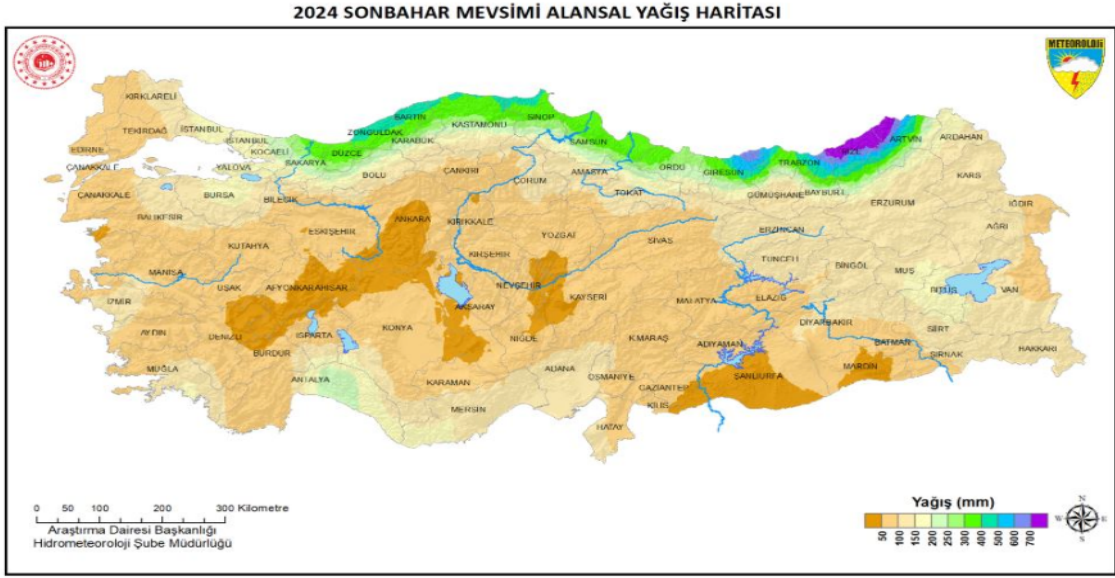 2024 SONBAHAR MEVSİMİ ALANSAL YAĞIŞ HARİTASI
METEOROLOJİ
KIRKLARELİ
TEKİRDAĞ
EDİRNE
İSTANBUL
İSTANBUL
KOCAELİ
YALOVA
SAKARYA
DÜZCE
ZONGULDAK
BARTIN
KARABÜK
KASTAMONU
SİNOP
SAMSUN
ORDU
GİRESUN
TRABZON
RİZE
ARTVİN
ARDAHAN
KARS
ÇANAKKALE
ÇANAKKALE
BURSA
BİLECİK
BOLU
ÇANKIRI
ÇORUM
AMASYA
TOKAT
GÜMÜŞHANE
BAYBURT
ERZURUM
IĞDIR
AĞRI
BALIKESİR
KÜTAHYA
ESKİŞEHİR
ANKARA
KIRIKKALE
YOZGAT
SİVAS
ERZİNCAN
TUNCELİ
BİNGÖL
MUŞ
BİTLİS
VAN
MANİSA
UŞAK
AFYONKARAHİSAR
KIRŞEHİR
NEVŞEHİR
KAYSERİ
MALATYA
ELAZIĞ
DİYARBAKIR
BATMAN
SİİRT
ŞIRNAK
HAKKARİ
İZMİR
AYDIN
DENİZLİ
ISPARTA
BURDUR
KONYA
AKSARAY
NİĞDE
K.MARAŞ
ADIYAMAN
ŞANLIURFA
MARDİN
MUĞLA
ANTALYA
KARAMAN
MERSİN
ADANA
OSMANİYE
GAZİANTEP
KİLİS
HATAY
0 50 100 200 300 Kilometre
Araştırma Dairesi Başkanlığı
Hidrometeoroloji Şube Müdürlüğü
Yağış (mm)
50 100 150 200 250 300 400 500 600 700
N
W E
S